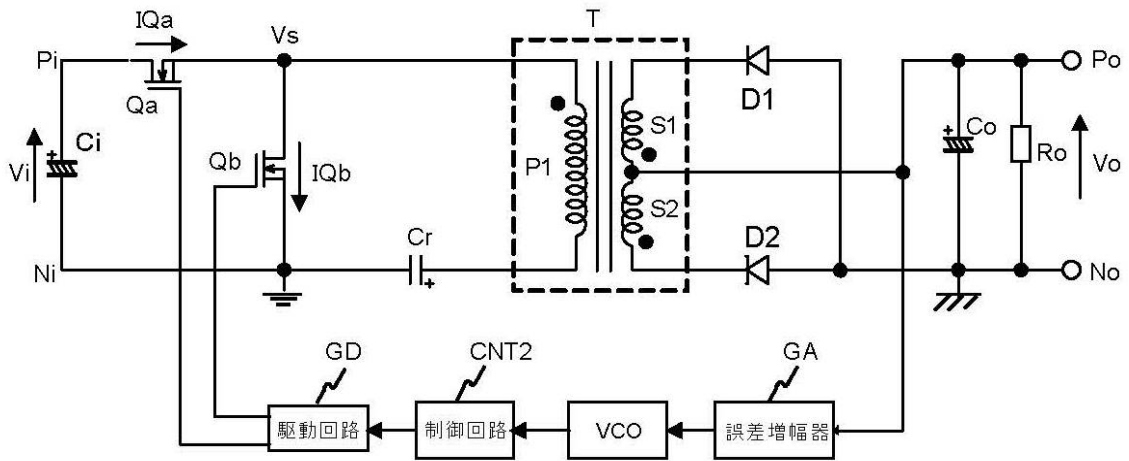 IQa
Vs
T
Pi
Qa
D1
Po
+
Ci
Vi
Qb
IQb
P1
S1
S2
+
Co
Ro
Vo
Cr
+
D2
Ni
No
GD
CNT2
GA
駆動回路
制御回路
VCO
誤差増幅器